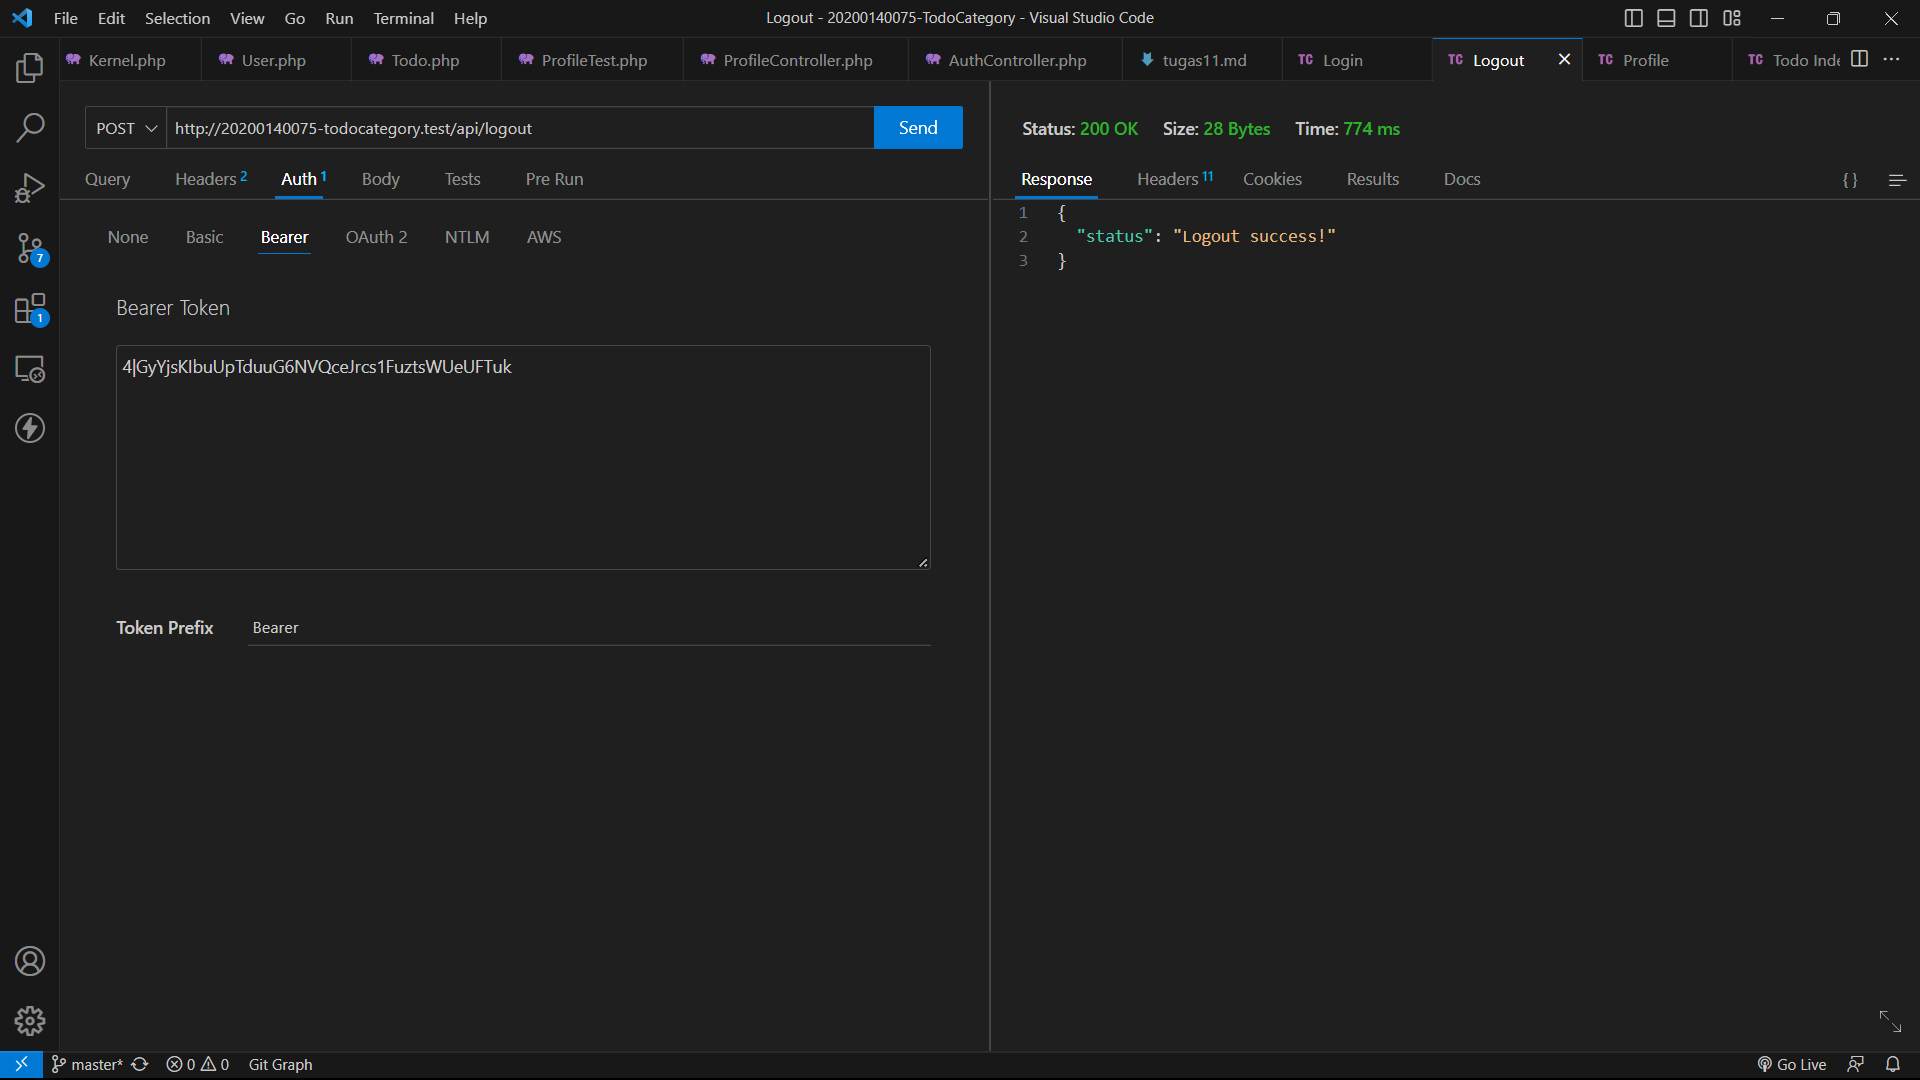 File Edit Selection View Go Run Terminal Help
Logout - 20200140075-TodoCategory - Visual Studio Code
Kernel.php
User.php
Todo.php
ProfileTest.php
ProfileController.php
AuthController.php
tugas11.md
TC Login
TC Logout
TC Profile
TC Todo Inde
POST
http://20200140075-todocategory.test/api/logout
Send
Query
Headers 2
Auth 1
Body
Tests
Pre Run
None
Basic
Bearer
OAuth 2
NTLM
AWS
Bearer Token
4|GyYjsKIbuUpTduuG6NVQceJrcs1FuztsWUeUFTuk
Token Prefix
Bearer
Status: 200 OK Size: 28 Bytes Time: 774 ms
Response
Headers 11
Cookies
Results
Docs
{ }
1 {
2 "status": "Logout success!"
3 }
7
1
master*
0
0
Git Graph
Go Live